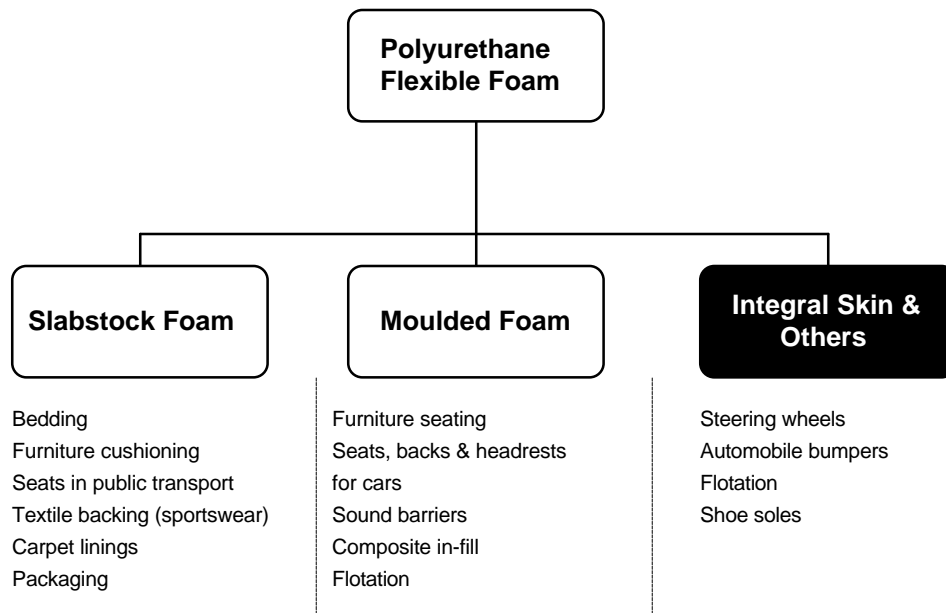 Polyurethane
Flexible Foam
Slabstock Foam
Moulded Foam
Integral Skin &
Others
Bedding
Furniture cushioning
Seats in public transport
Textile backing (sportswear)
Carpet linings
Packaging
Furniture seating
Seats, backs & headrests
for cars
Sound barriers
Composite in-fill
Flotation
Steering wheels
Automobile bumpers
Flotation
Shoe soles